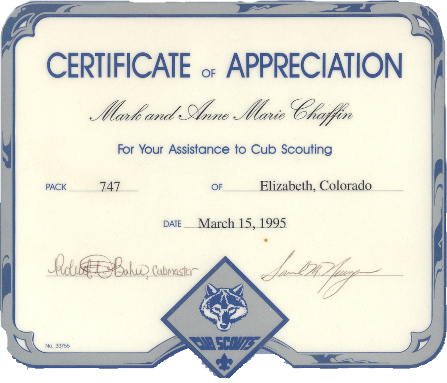 CERTIFICATE OF APPRECIATION
Mark and Anne Marie Chaffin
For Your Assistance to Cub Scouting
PACK 747 OF Elizabeth, Colorado
DATE March 15, 1995
Cubmaster
CUB SCOUTS
No. 33755